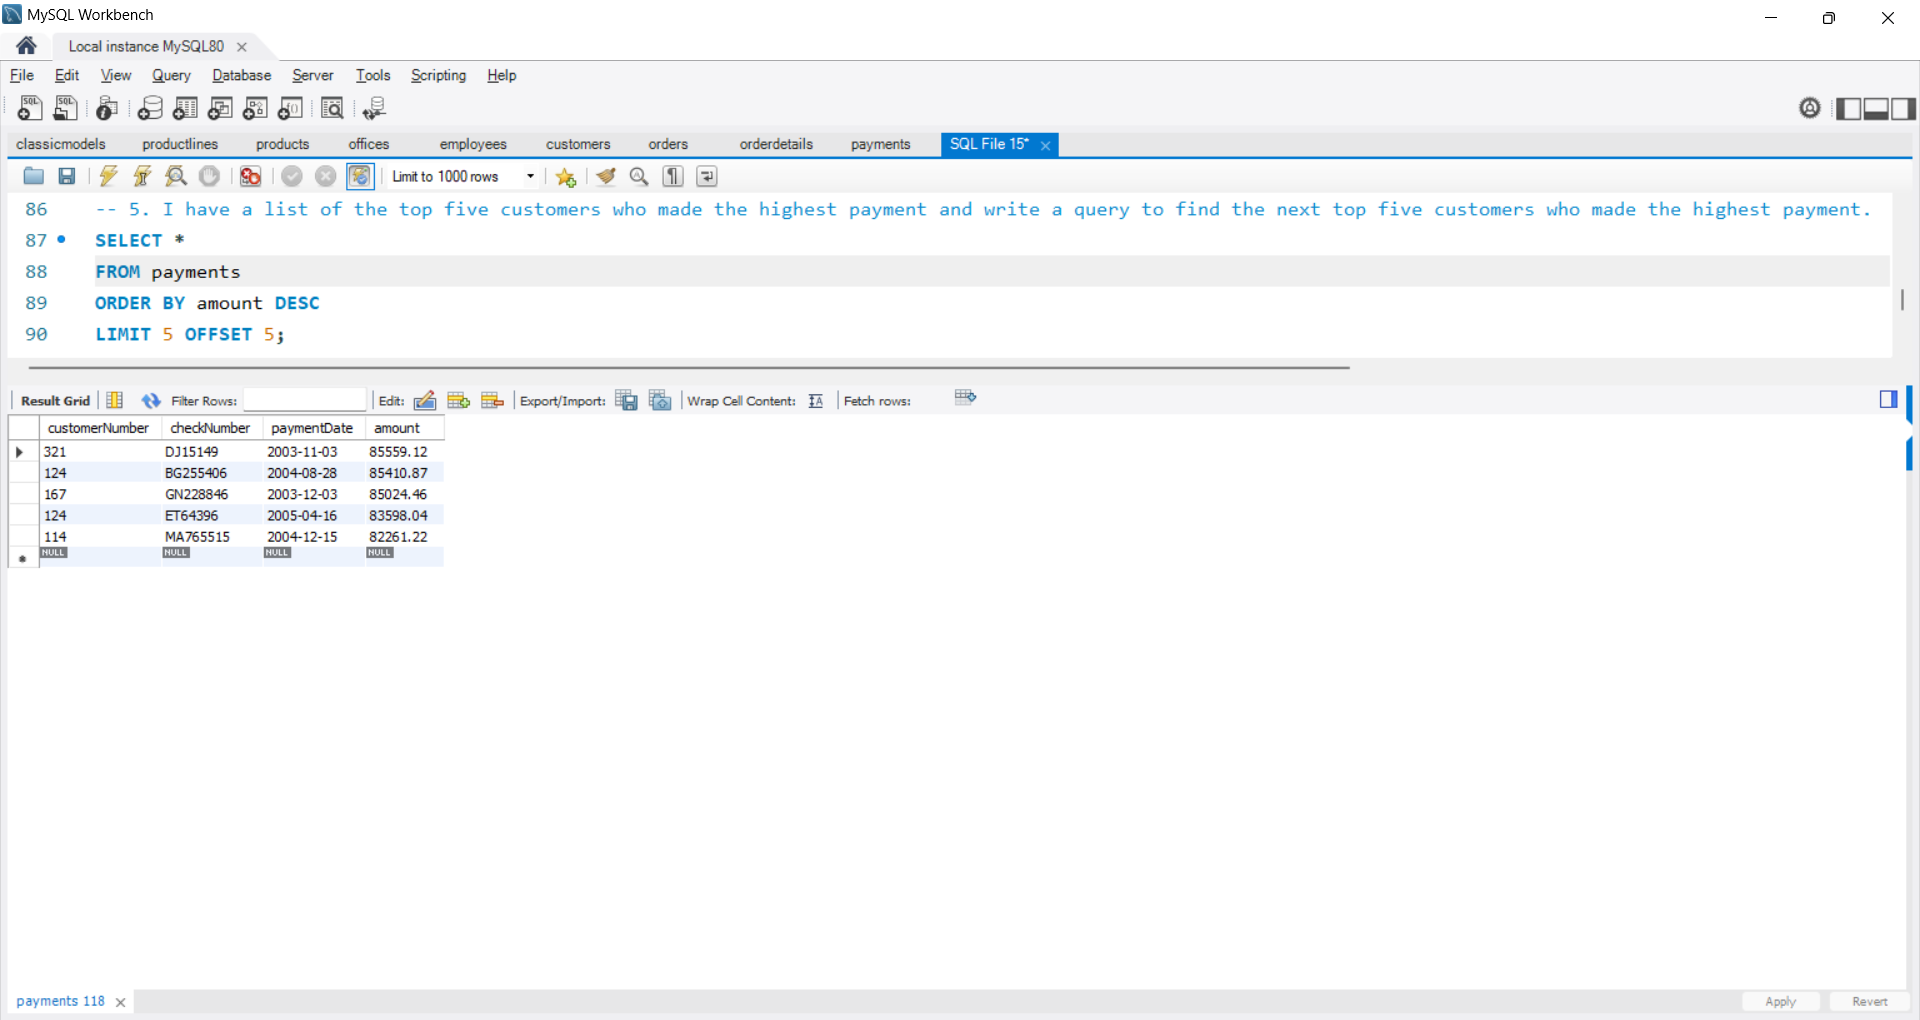 MySQL Workbench
Local instance MySQL80
File Edit View Query Database Server Tools Scripting Help
classicmodels productlines products offices employees customers orders orderdetails payments SQL File 15*
Limit to 1000 rows
86 -- 5. I have a list of the top five customers who made the highest payment and write a query to find the next top five customers who made the highest payment.
87 SELECT *
88 FROM payments
89 ORDER BY amount DESC
90 LIMIT 5 OFFSET 5;
Result Grid Filter Rows: Edit: Export/Import: Wrap Cell Content: Fetch rows:
customerNumber checkNumber paymentDate amount
321 DJ15149 2003-11-03 85559.12
124 BG255406 2004-08-28 85410.87
167 GN228846 2003-12-03 85024.46
124 ET64396 2005-04-16 83598.04
114 MA765515 2004-12-15 82261.22
NULL NULL NULL NULL
payments 118 Apply Revert